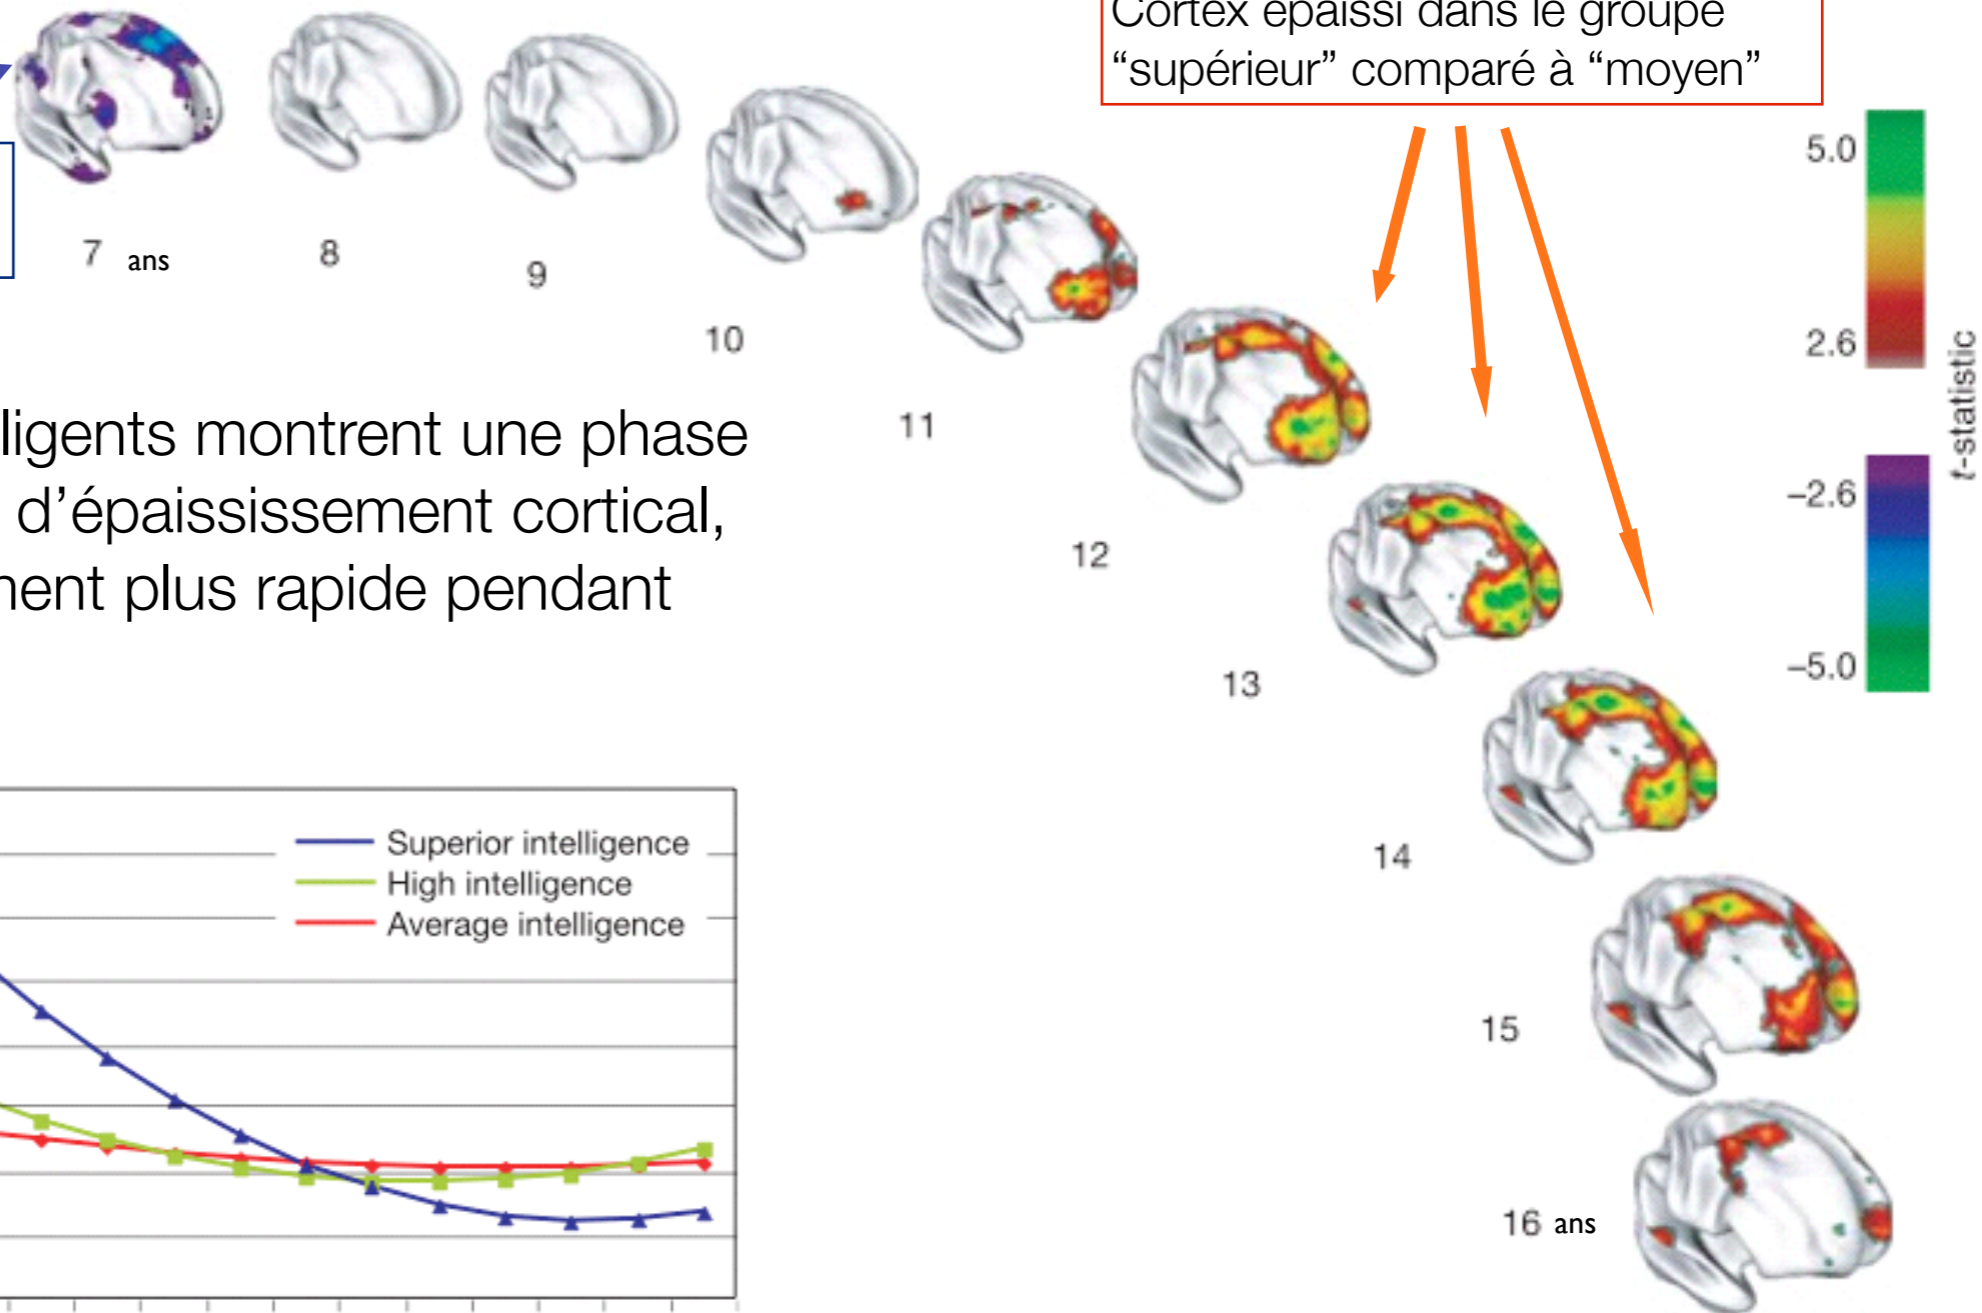 Cortex épaissi dans le groupe
“supérieur” comparé à “moyen”
7 ans
8
9
10
11
12
13
14
15
16 ans
5.0
2.6
−2.6
−5.0
t-statistic
montrent une phase
d’épaississement cortical,
plus rapide pendant
Superior intelligence
High intelligence
Average intelligence